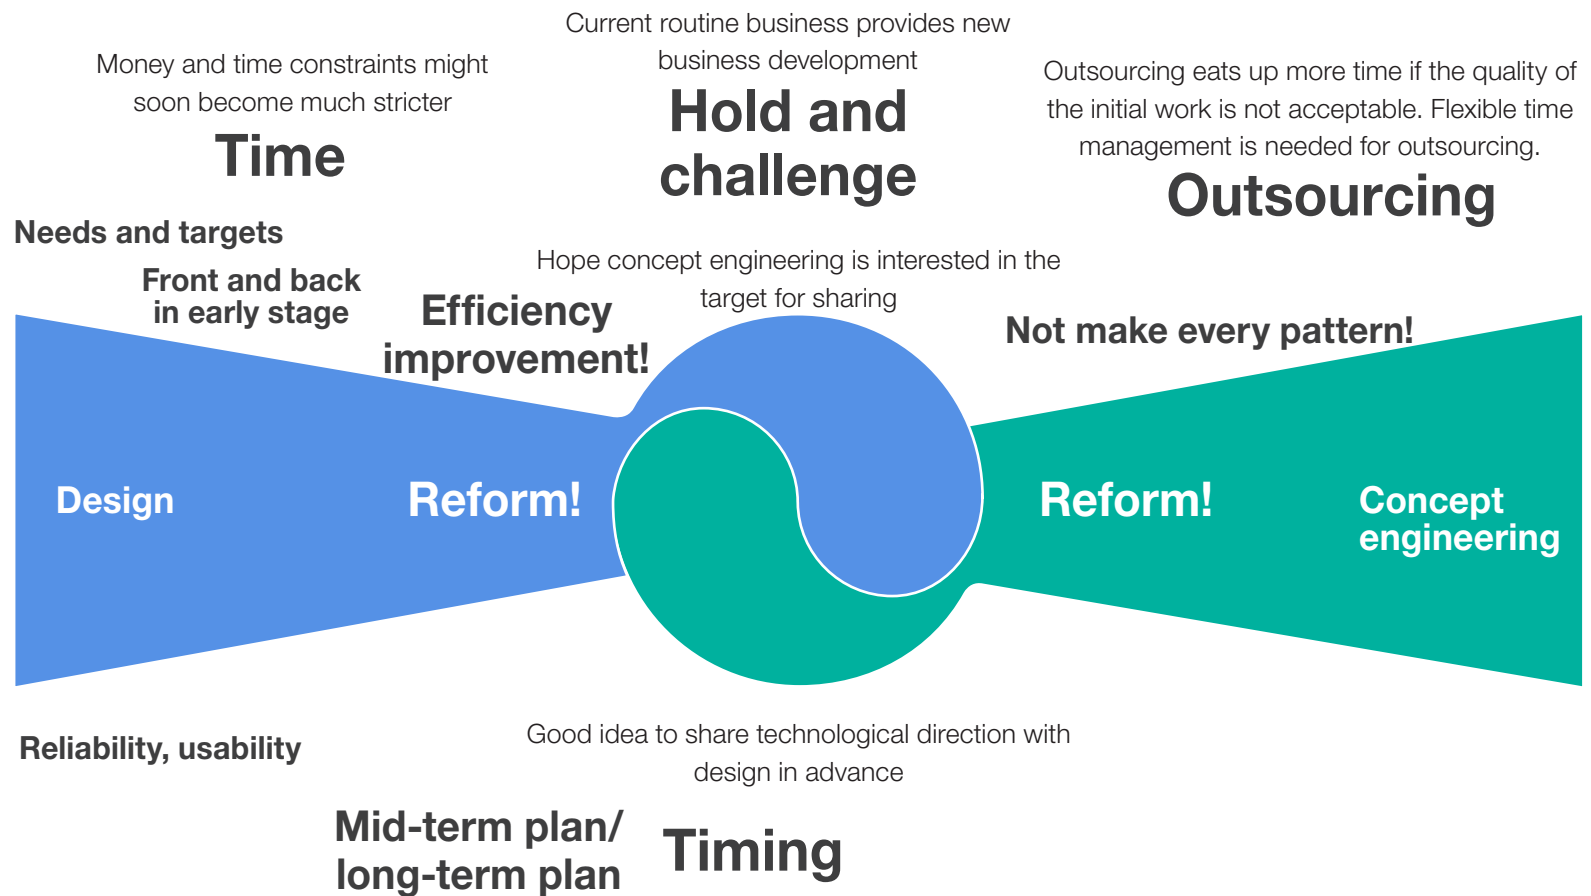 Money and time constraints might
soon become much stricter
Time
Current routine business provides new
business development
Hold and
challenge
Outsourcing eats up more time if the quality of
the initial work is not acceptable. Flexible time
management is needed for outsourcing.
Outsourcing
Needs and targets
Front and back
in early stage
Efficiency
improvement!
Hope concept engineering is interested in the
target for sharing
Not make every pattern!
Design
Reform!
Reform!
Concept
engineering
Reliability, usability
Good idea to share technological direction with
design in advance
Mid-term plan/
long-term plan
Timing